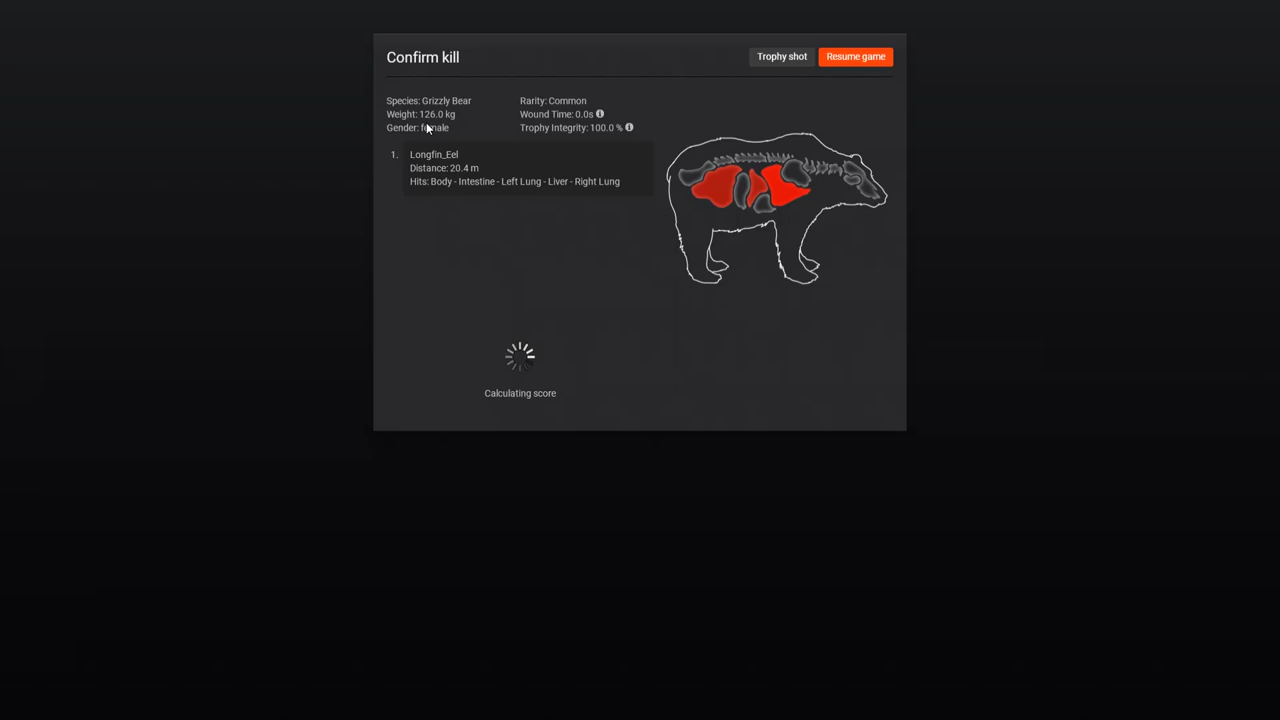 Confirm kill
Trophy shot
Resume game
Species: Grizzly Bear
Weight: 126.0 kg
Gender: female
Rarity: Common
Wound Time: 0.0s
Trophy Integrity: 100.0 %
1. Longfin_Eel
Distance: 20.4 m
Hits: Body - Intestine - Left Lung - Liver - Right Lung
Calculating score